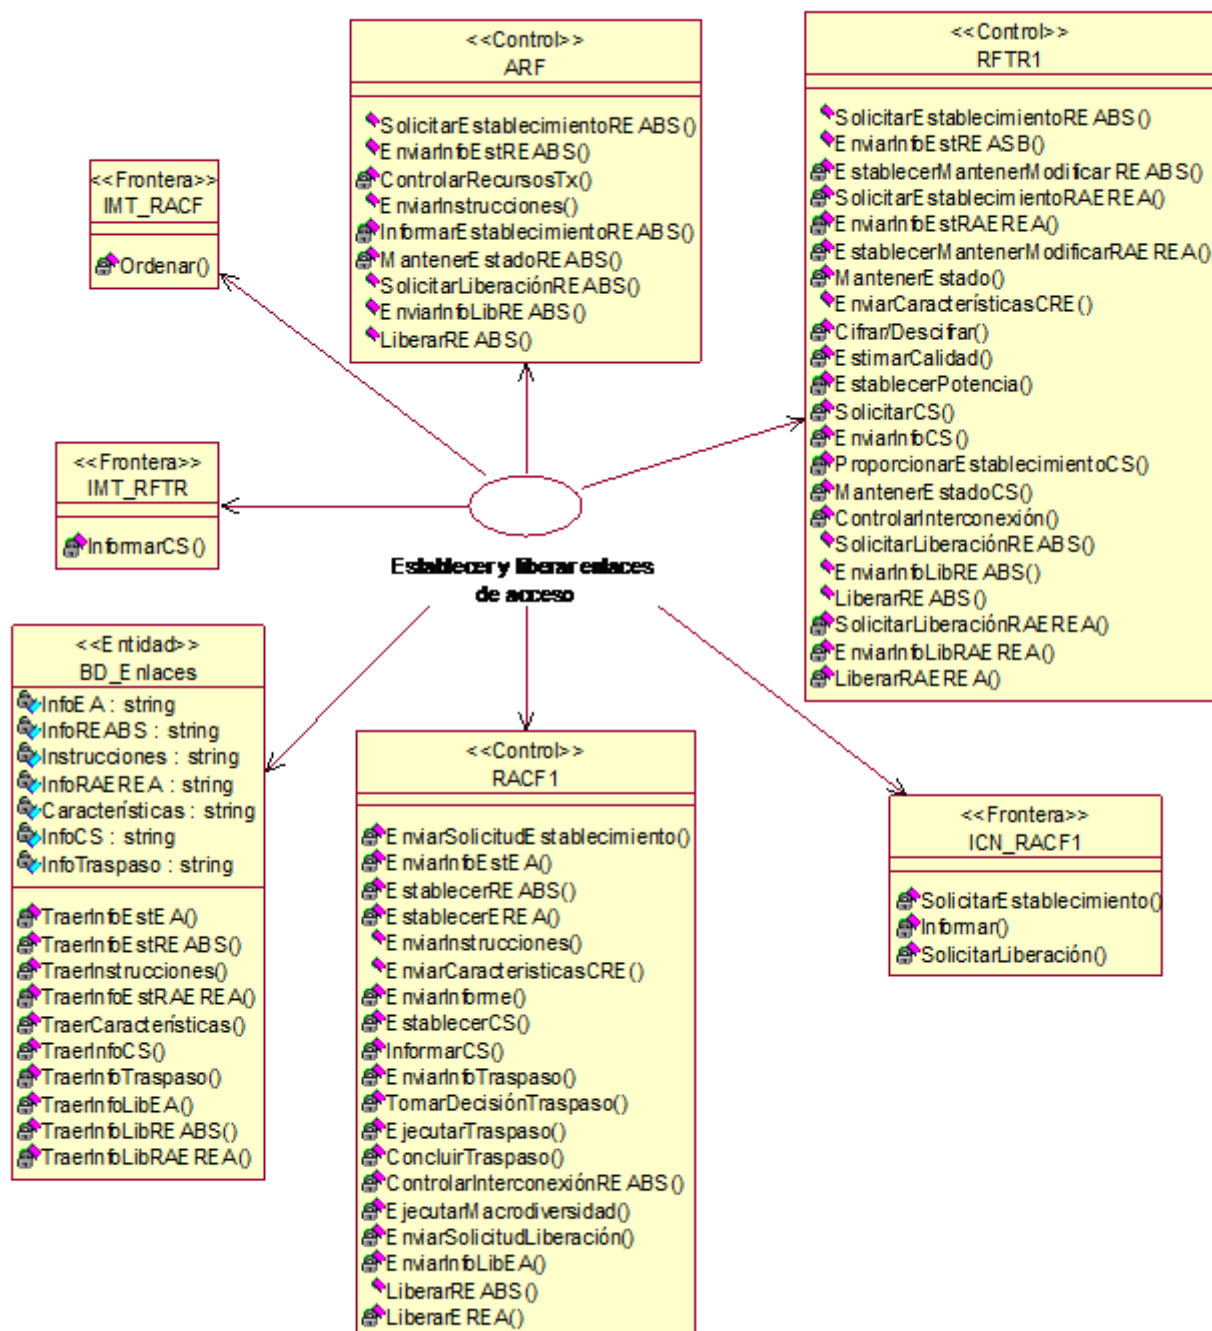 <<Control>>
ARF
SolicitarEstablecimientoREABS()
EnviarInfoEstREABS()
ControlarRecursosTx()
EnviarInstrucciones()
InformarEstablecimientoREABS()
MantenerEstadoREABS()
SolicitarLiberaciónREABS()
EnviarInfoLibREABS()
LiberarREABS()
<<Control>>
RFTR1
SolicitarEstablecimientoREABS()
EnviarInfoEstREASB()
EstablecerMantenerModificarREABS()
SolicitarEstablecimientoRAEREA()
EnviarInfoEstRAEREA()
EstablecerMantenerModificarRAEREA()
MantenerEstado()
EnviarCaracterísticasCRE()
Cifrar/Descifrar()
EstimarCalidad()
EstablecerPotencia()
SolicitarCS()
EnviarInfoCS()
ProporcionarEstablecimientoCS()
MantenerEstadoCS()
ControlarInterconexión()
SolicitarLiberaciónREABS()
EnviarInfoLibREABS()
LiberarREABS()
SolicitarLiberaciónRAEREA()
EnviarInfoLibRAEREA()
LiberarRAEREA()
<<Frontera>>
IMT_RACF
Ordenar()
<<Frontera>>
IMT_RFTR
InformarCS()
Establecer y liberar enlaces
de acceso
<<Entidad>>
BD_Enlaces
InfoEA : string
InfoREABS : string
Instrucciones : string
InfoRAEREA : string
Características : string
InfoCS : string
InfoTraspaso : string
TraerInfoEstEA()
TraerInfoEstREABS()
TraerInstrucciones()
TraerInfoEstRAEREA()
TraerCaracterísticas()
TraerInfoCS()
TraerInfoTraspaso()
TraerInfoLibEA()
TraerInfoLibREABS()
TraerInfoLibRAEREA()
<<Control>>
RACF1
EnviarSolicitudEstablecimiento()
EnviarInfoEstEA()
EstablecerREABS()
EstablecerEREA()
EnviarInstrucciones()
EnviarCaracteristicasCRE()
EnviarInforme()
EstablecerCS()
InformarCS()
EnviarInfoTraspaso()
TomarDecisiónTraspaso()
EjecutarTraspaso()
ConcluirTraspaso()
ControlarInterconexiónREABS()
EjecutarMacrodiversidad()
EnviarSolicitudLiberación()
EnviarInfoLibEA()
LiberarREABS()
LiberarEREA()
<<Frontera>>
ICN_RACF1
SolicitarEstablecimiento()
Informar()
SolicitarLiberación()